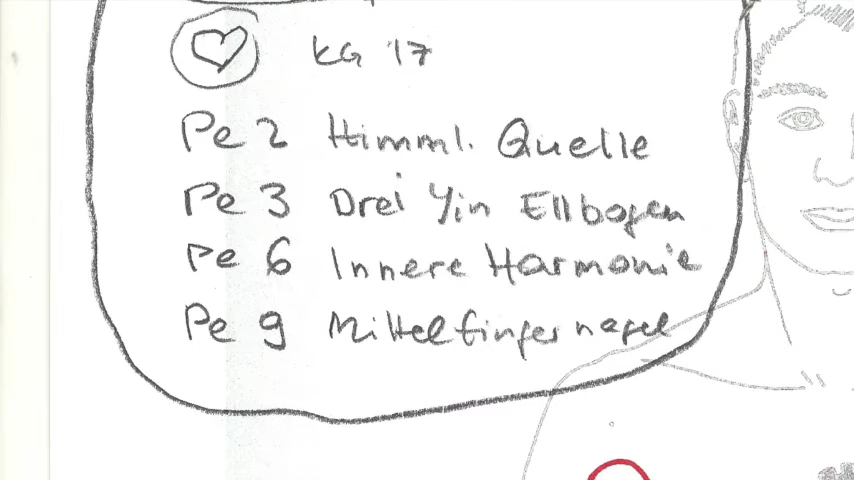 KG 17
Pe 2 Himml. Quelle
Pe 3 Drei Yin Ellbogen
Pe 6 Innere Harmonie
Pe 9 Mittelfingernagel